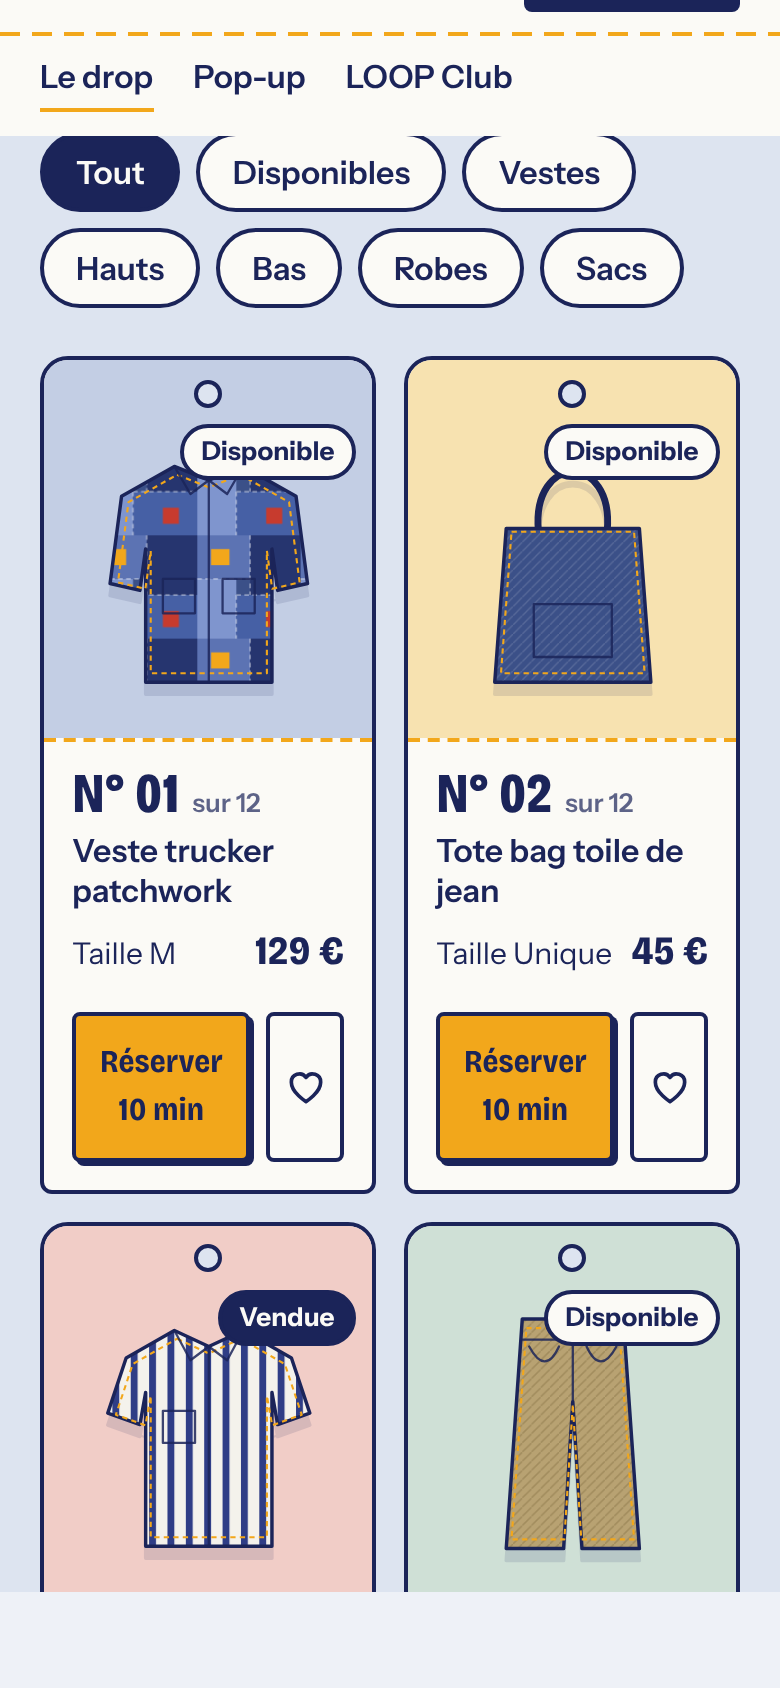 Le drop Pop-up LOOP Club
Tout Disponibles Vestes
Hauts Bas Robes Sacs
Disponible
N° 01 sur 12
Veste trucker
patchwork
Taille M 129 €
Réserver
10 min
Disponible
N° 02 sur 12
Tote bag toile de
jean
Taille Unique 45 €
Réserver
10 min
Vendue
Disponible